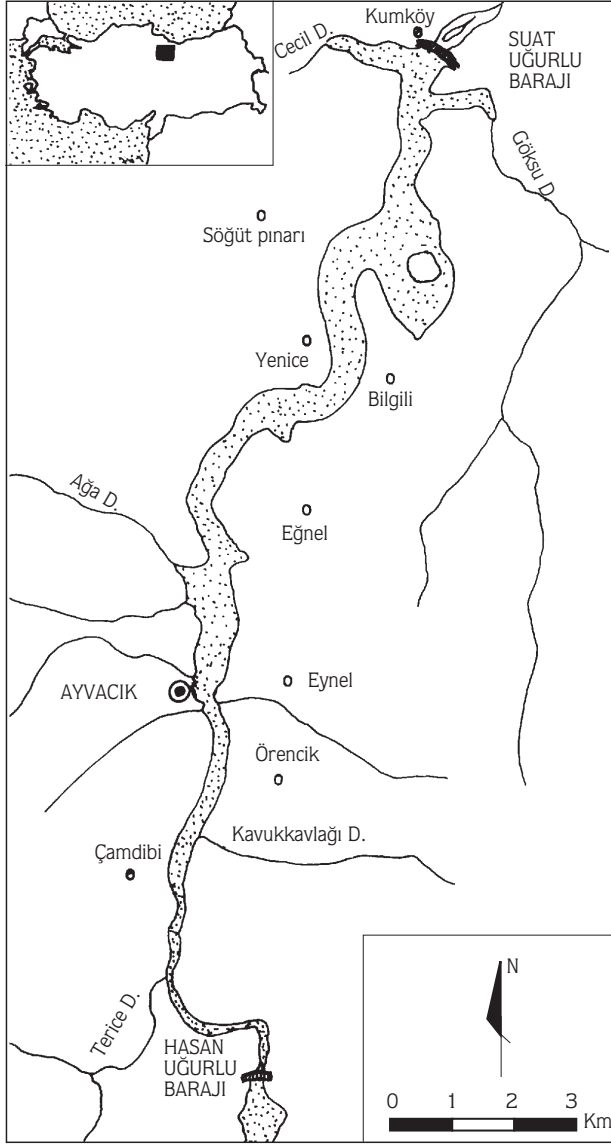 Kumköy
Cecil D.
SUAT
UĞURLU
BARAJI
Göksu D.
Söğüt pınarı
Yenice
Bilgili
Ağa D.
Eğnel
AYVACIK
Eynel
Örencik
Kavukkavlağı D.
Çamdibi
Terice D.
HASAN
UĞURLU
BARAJI
N
0 1 2 3
Km